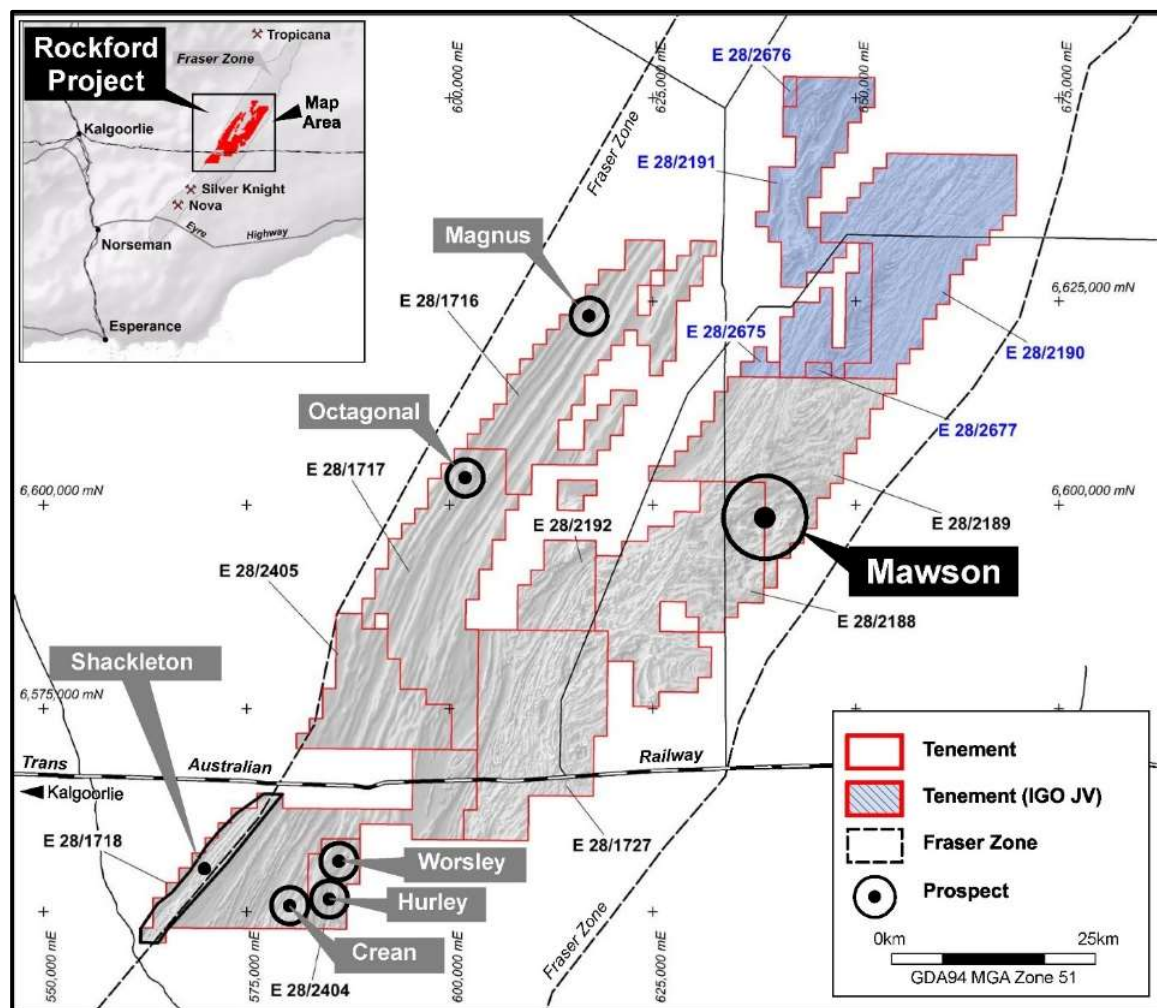 Rockford
Project
Tropicana
Fraser Zone
Map
Area
Kalgoorlie
Silver Knight
Nova
Norseman
Eyre
Highway
Esperance
600,000 mE
625,000 mE
650,000 mE
675,000 mE
E 28/2676
Fraser Zone
E 28/2191
Magnus
E 28/1716
6,625,000 mN
E 28/2675
E 28/2190
Octagonal
E 28/2677
E 28/1717
6,600,000 mN
6,600,000 mN
E 28/2192
E 28/2189
Mawson
E 28/2405
E 28/2188
Shackleton
6,575,000 mN
6,575,000 mN
Trans
Australian
Railway
Kalgoorlie
E 28/1718
E 28/1727
Worsley
Hurley
Crean
E 28/2404
550,000 mE
575,000 mE
600,000 mE
Fraser Zone
625,000 mE
Tenement
Tenement (IGO JV)
Fraser Zone
Prospect
0km
25km
GDA94 MGA Zone 51